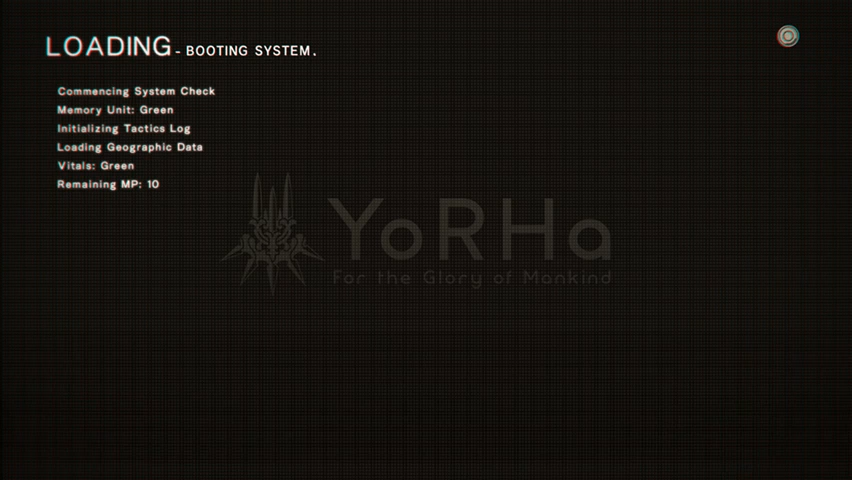 LOADING - BOOTING SYSTEM.
Commencing System Check
Memory Unit: Green
Initializing Tactics Log
Loading Geographic Data
Vitals: Green
Remaining MP: 10
YoRHa
For the Glory of Mankind